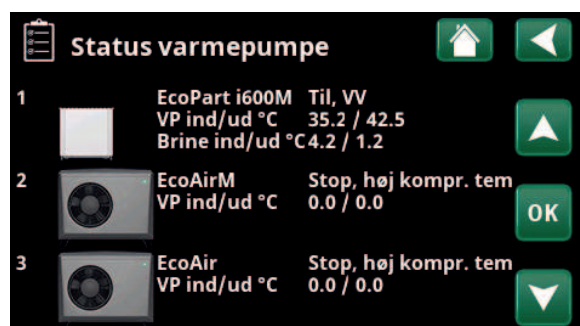 Status varmepumpe
1 EcoPart i600M Til, VV
VP ind/ud °C 35.2 / 42.5
Brine ind/ud °C 4.2 / 1.2
2 EcoAirM Stop, høj kompr. tem
VP ind/ud °C 0.0 / 0.0
OK
3 EcoAir Stop, høj kompr. tem
VP ind/ud °C 0.0 / 0.0